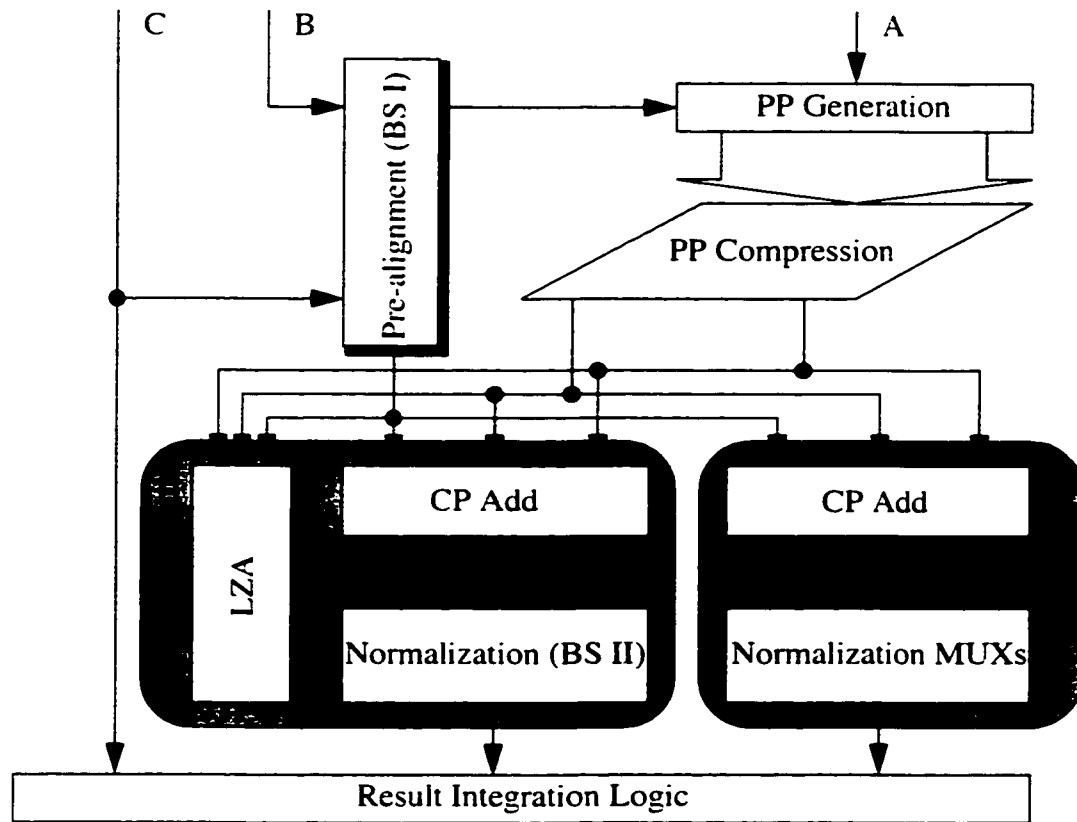 C
B
A
Pre-alignment (BS I)
PP Generation
PP Compression
LZA
CP Add
CP Add
Normalization (BS II)
Normalization MUXs
Result Integration Logic